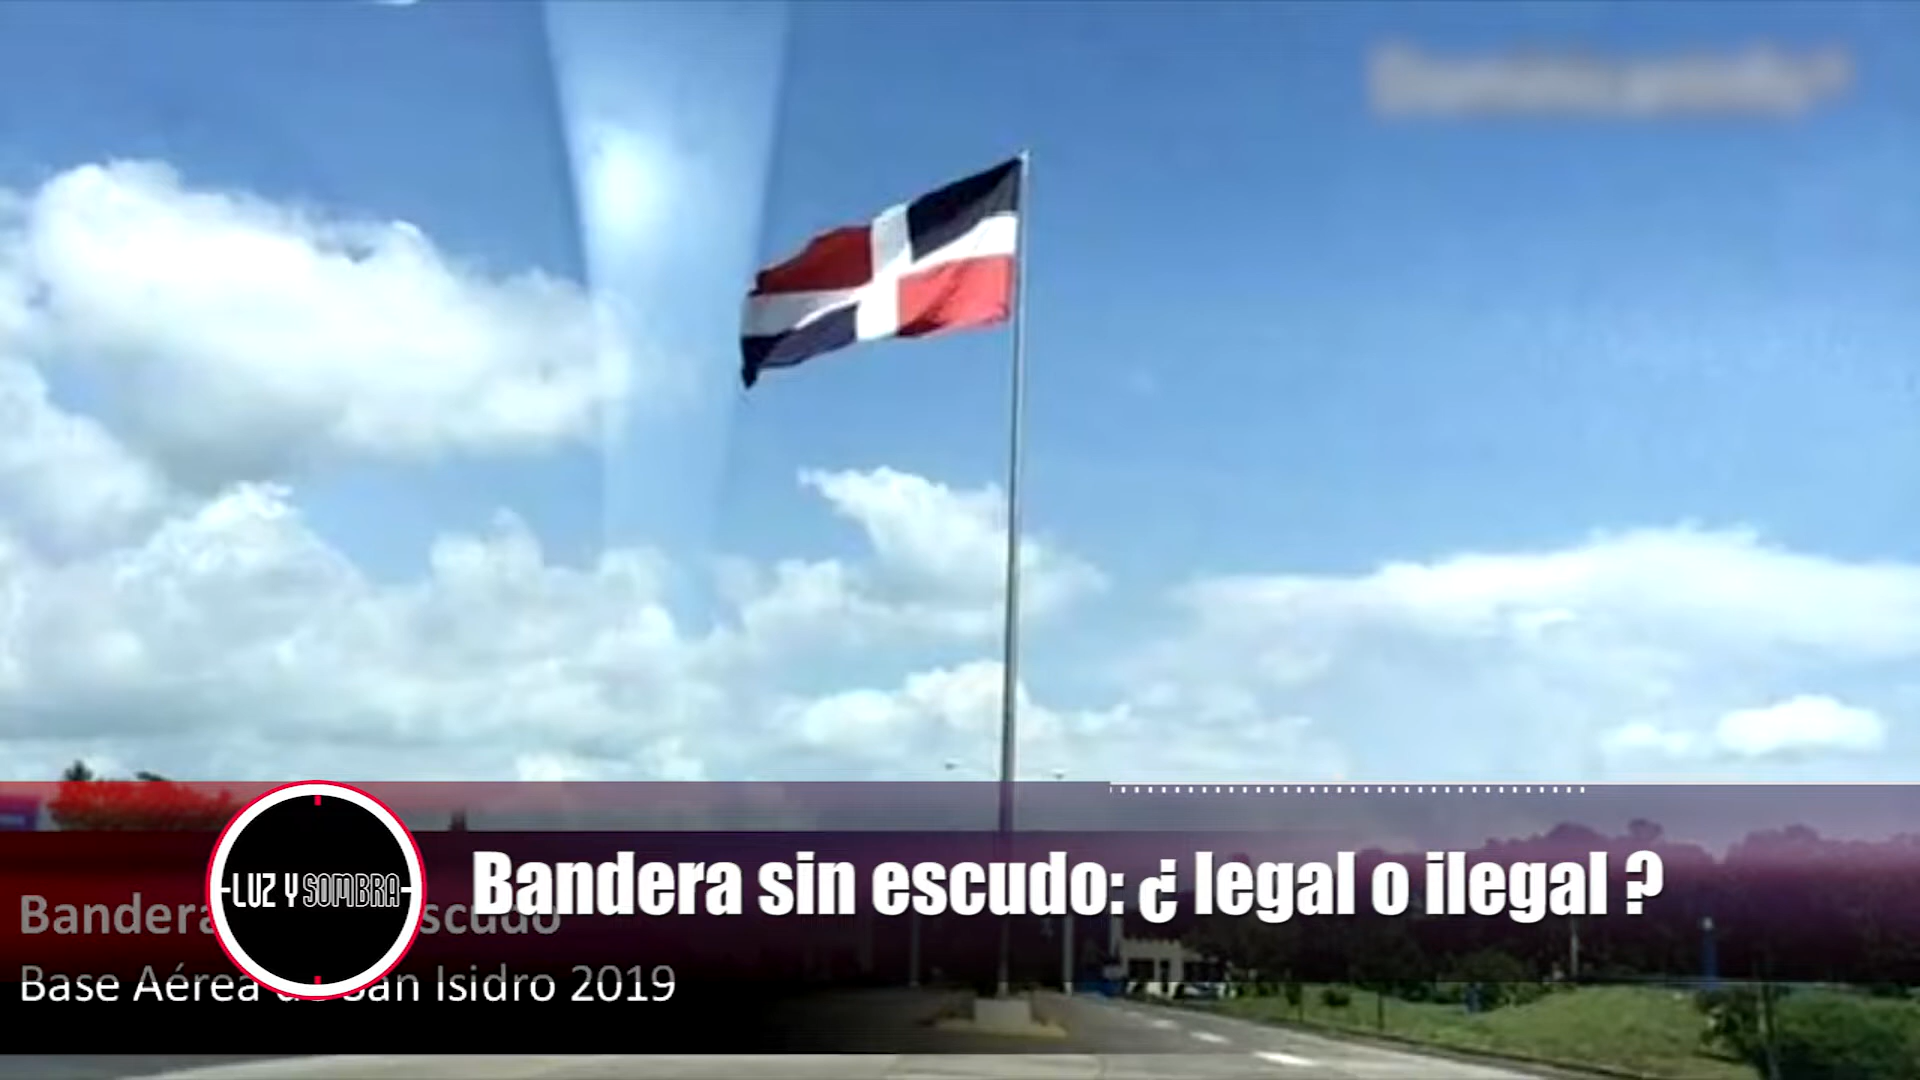 Bandera sin escudo: ¿ legal o ilegal ?
LUZ Y SOMBRA
Bandera scudo
Base Aérea an Isidro 2019